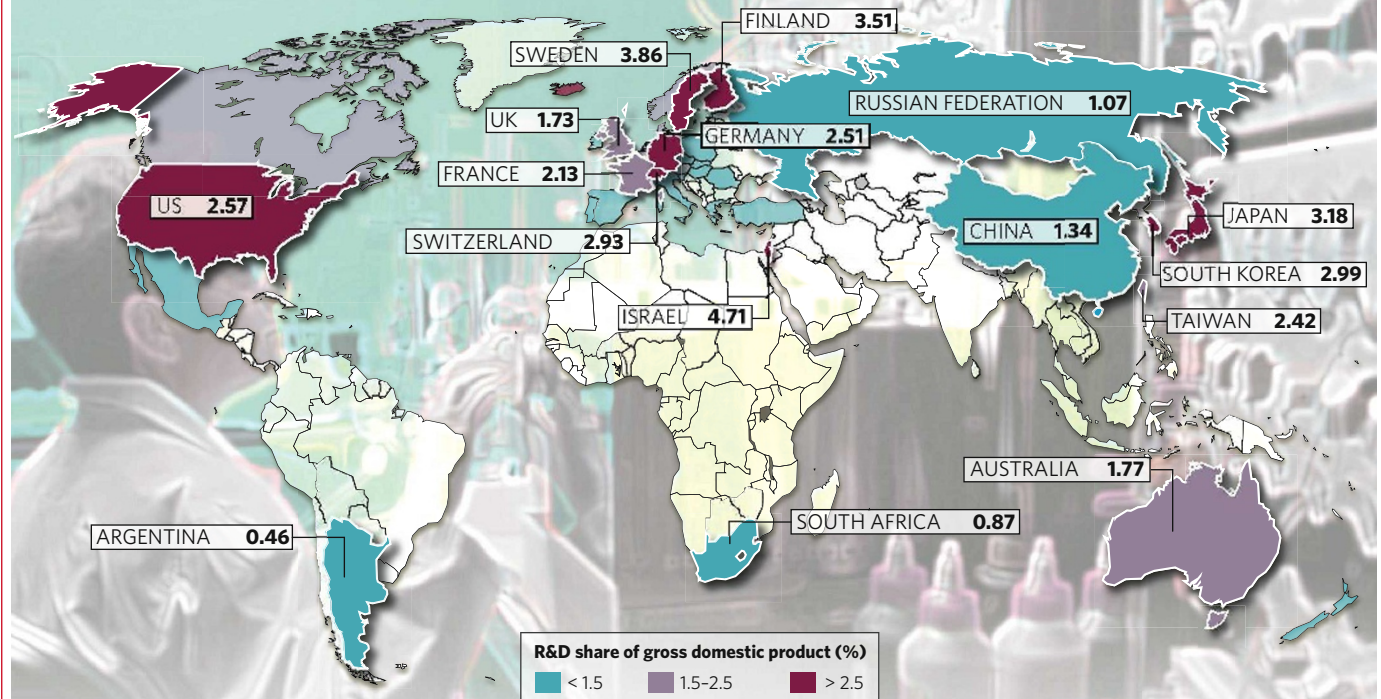 FINLAND 3.51
SWEDEN 3.86
RUSSIAN FEDERATION 1.07
UK 1.73
GERMANY 2.51
FRANCE 2.13
US 2.57
JAPAN 3.18
CHINA 1.34
SWITZERLAND 2.93
SOUTH KOREA 2.99
ISRAEL 4.71
TAIWAN 2.42
AUSTRALIA 1.77
SOUTH AFRICA 0.87
ARGENTINA 0.46
R&D share of gross domestic product (%)
< 1.5 1.5–2.5 > 2.5